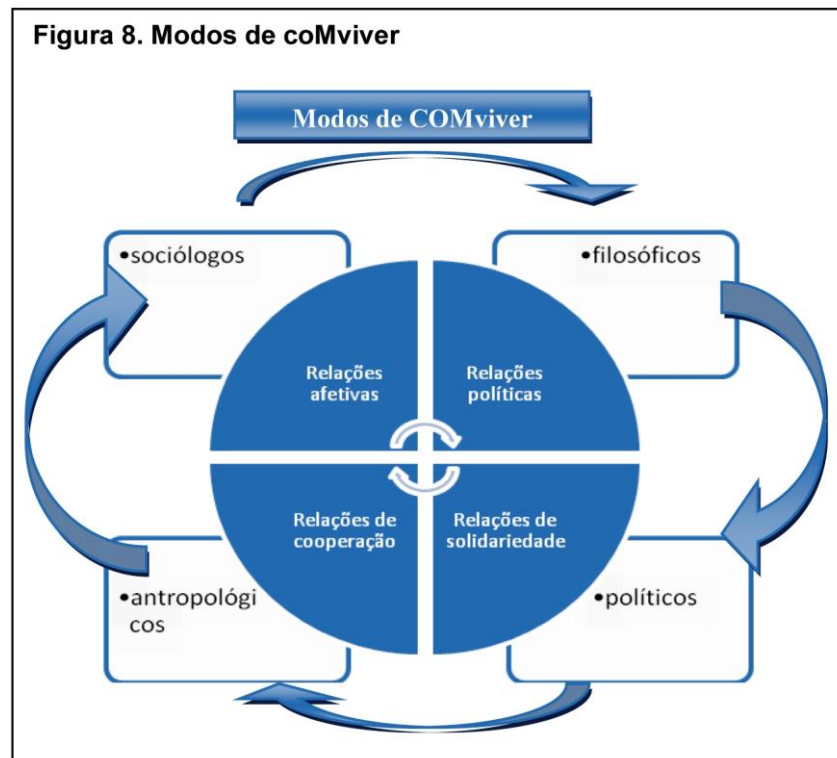 Figura 8. Modos de coMviver
Modos de COMviver
•sociólogos
•filosóficos
Relações
afetivas
Relações
políticas
Relações de
cooperação
Relações de
solidariedade
•antropológi
cos
•políticos